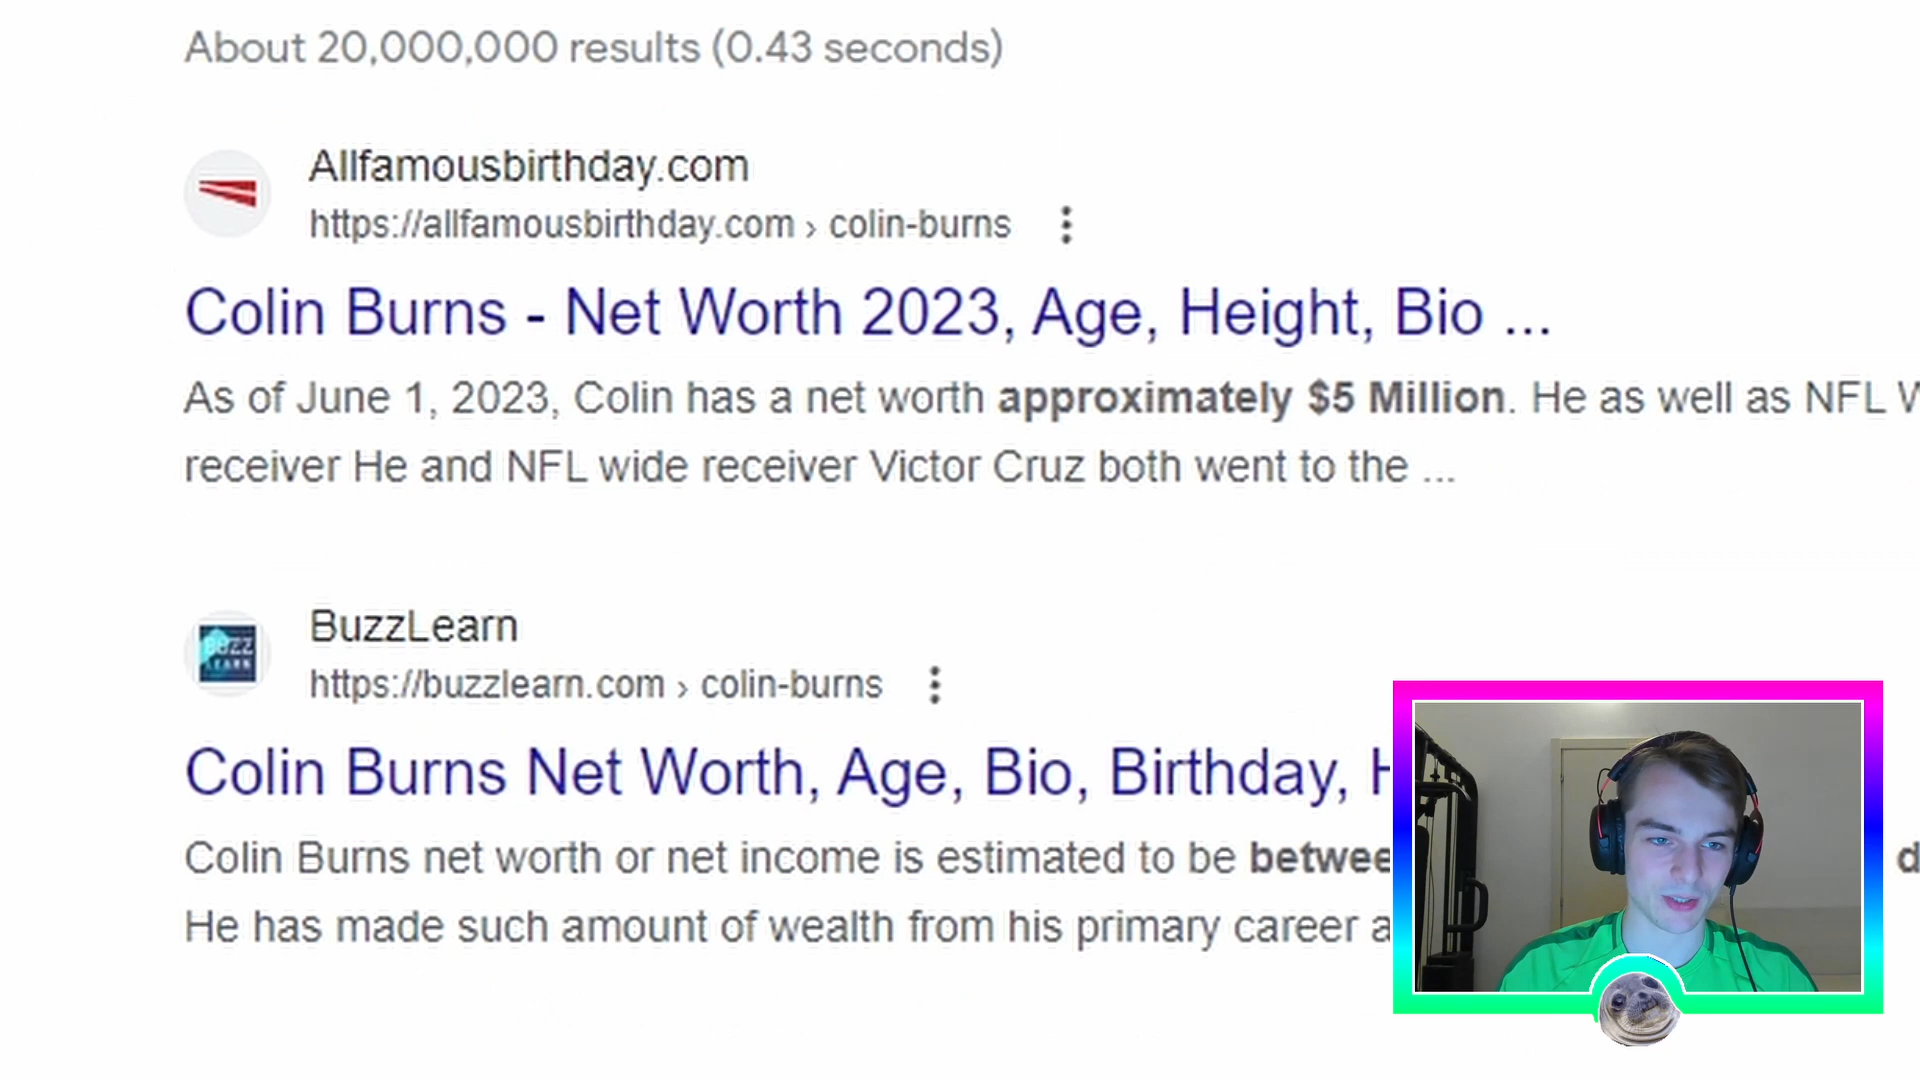 About 20,000,000 results (0.43 seconds)
Allfamousbirthday.com
https://allfamousbirthday.com › colin-burns
Colin Burns - Net Worth 2023, Age, Height, Bio ...
As of June 1, 2023, Colin has a net worth approximately $5 Million. He as well as NFL
receiver He and NFL wide receiver Victor Cruz both went to the ...
BUZZ
LEARN
BuzzLearn
https://buzzlearn.com › colin-burns
Colin Burns Net Worth, Age, Bio, Birthday,
Colin Burns net worth or net income is estimated to be
He has made such amount of wealth from his primary career